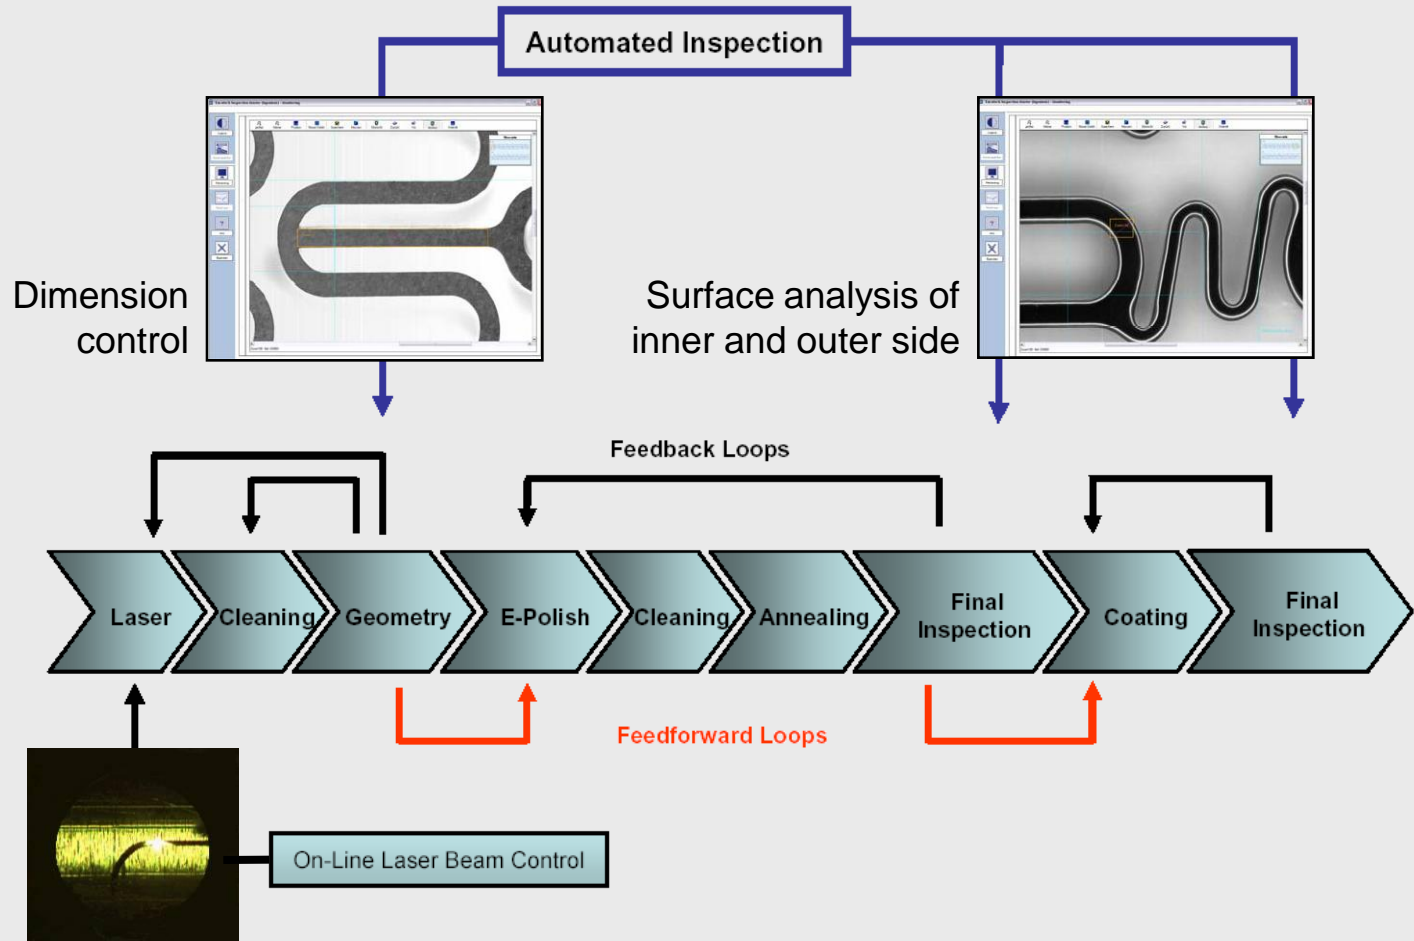 Automated Inspection
Dimension
control
Surface analysis of
inner and outer side
Feedback Loops
Laser
Cleaning
Geometry
E-Polish
Cleaning
Annealing
Final
Inspection
Coating
Final
Inspection
Feedforward Loops
On-Line Laser Beam Control